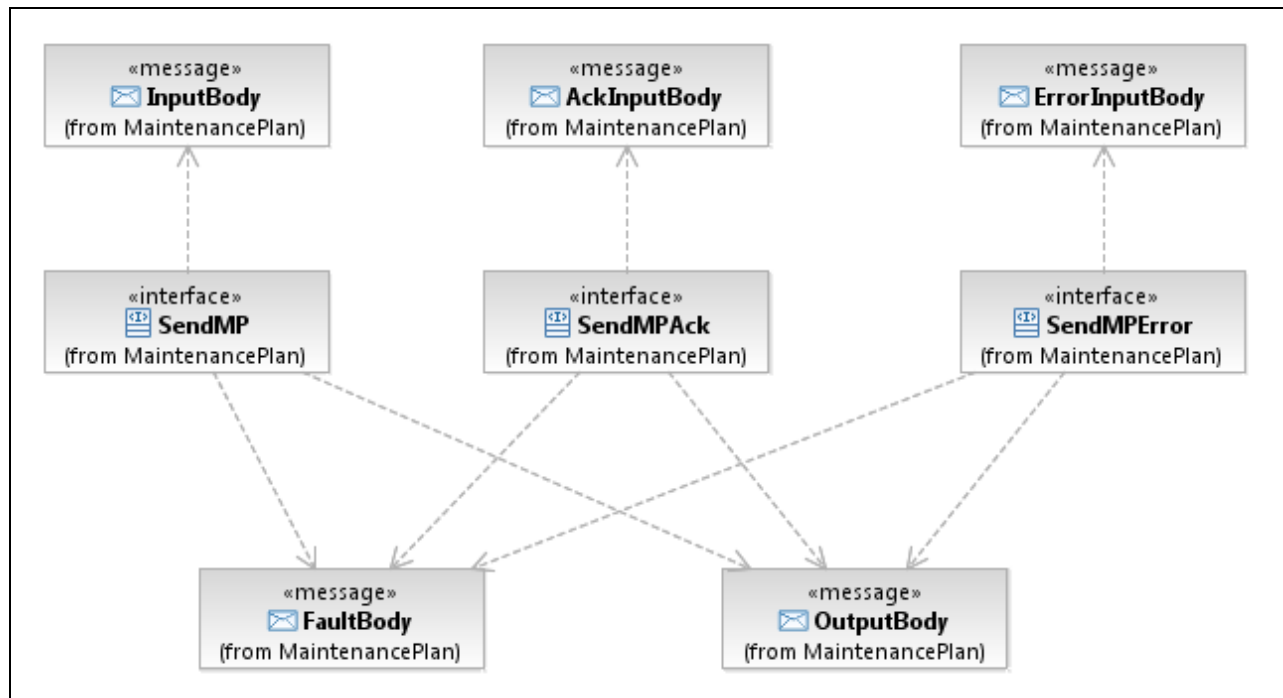 «message»
InputBody
(from MaintenancePlan)
«message»
AckInputBody
(from MaintenancePlan)
«message»
ErrorInputBody
(from MaintenancePlan)
«interface»
<I> SendMP
(from MaintenancePlan)
«interface»
<I> SendMPAck
(from MaintenancePlan)
«interface»
<I> SendMPError
(from MaintenancePlan)
«message»
FaultBody
(from MaintenancePlan)
«message»
OutputBody
(from MaintenancePlan)